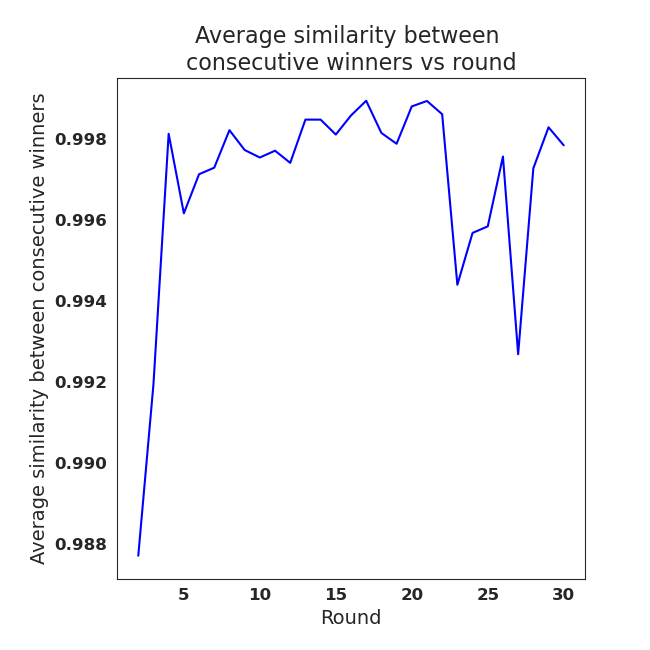 Average similarity between
consecutive winners vs round
Average similarity between consecutive winners
0.998
0.996
0.994
0.992
0.990
0.988
5 10 15 20 25 30
Round